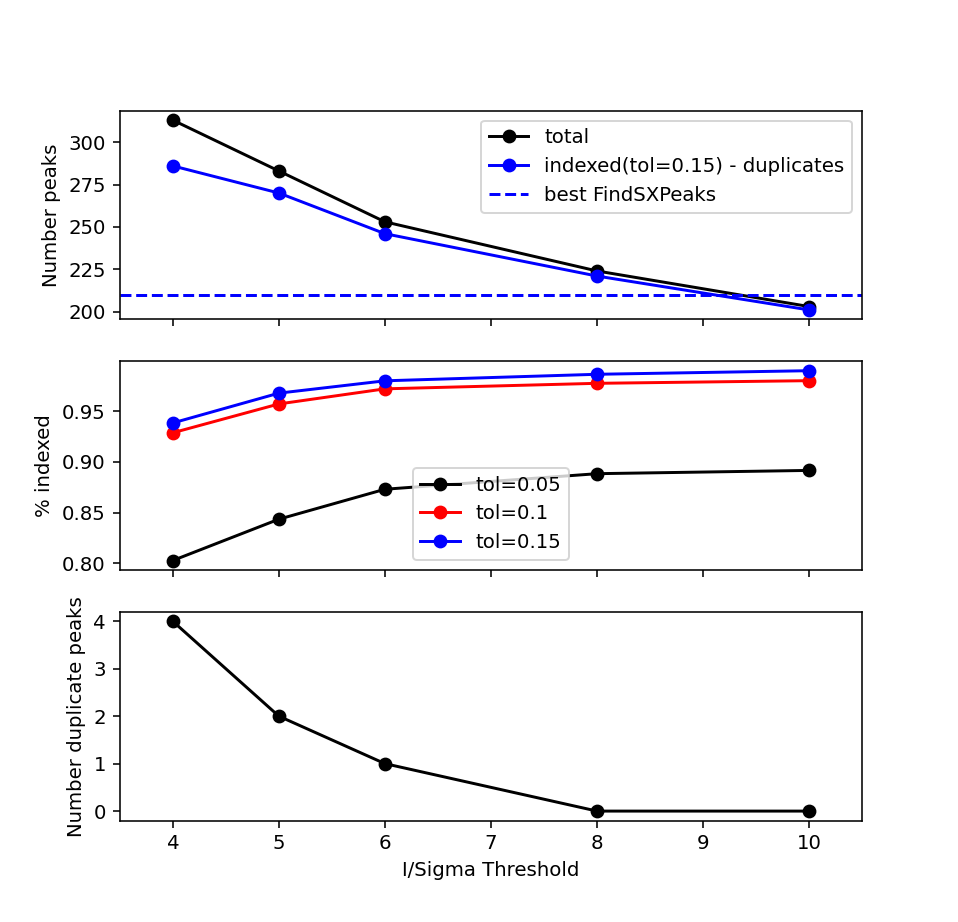 Number peaks
300
275
250
225
200
total
indexed(tol=0.15) - duplicates
best FindSXPeaks
% indexed
0.95
0.90
0.85
0.80
tol=0.05
tol=0.1
tol=0.15
Number duplicate peaks
4
3
2
1
0
4 5 6 7 8 9 10
I/Sigma Threshold